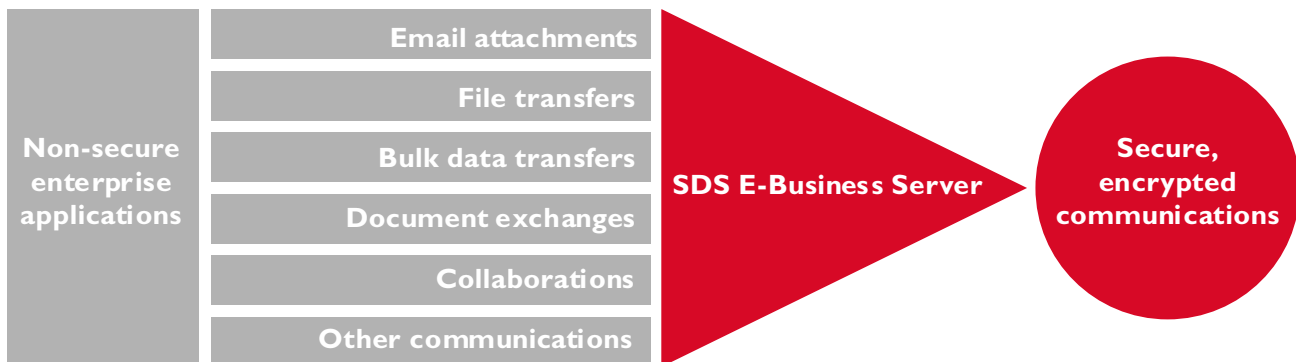 Non-secure
enterprise
applications
Email attachments
File transfers
Bulk data transfers
Document exchanges
Collaborations
Other communications
SDS E-Business Server
Secure,
encrypted
communications